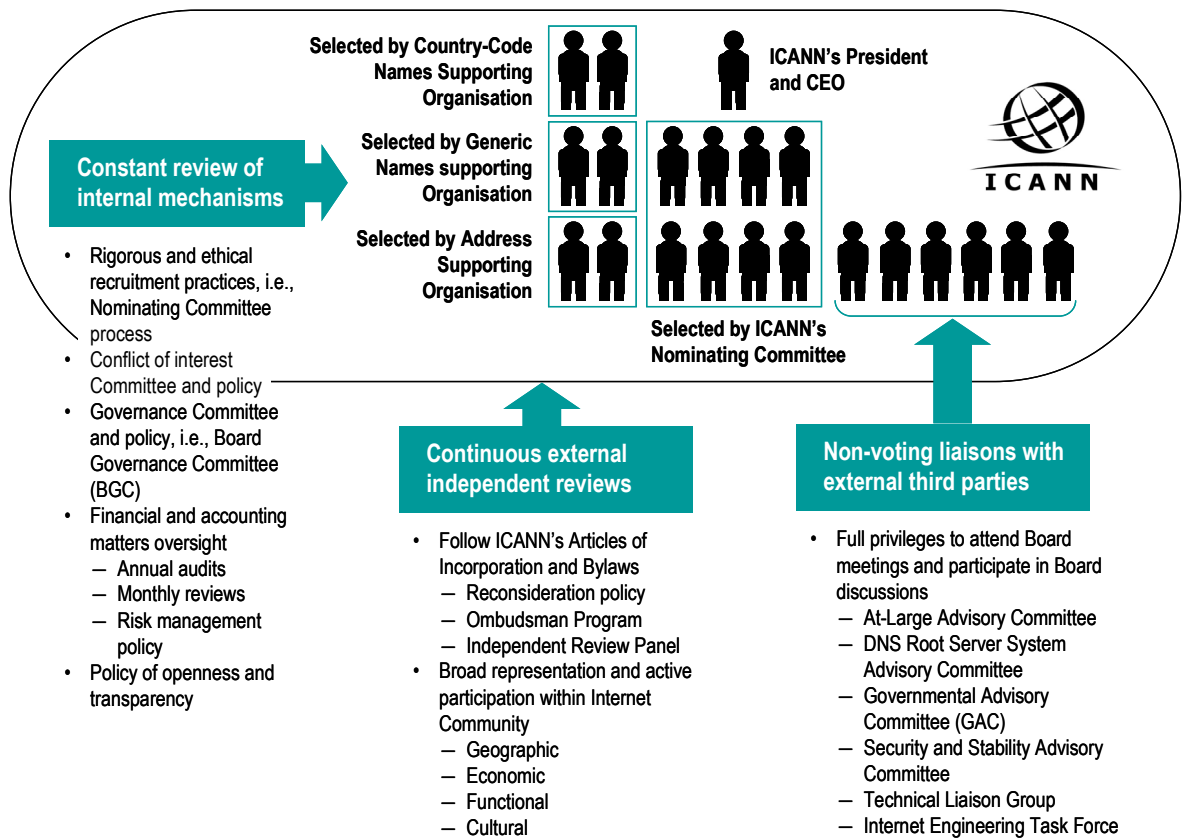 Selected by Country-Code
Names Supporting
Organisation
ICANN's President
and CEO
ICANN
Selected by Generic
Names supporting
Organisation
Selected by Address
Supporting
Organisation
Selected by ICANN's
Nominating Committee
Constant review of
internal mechanisms
• Rigorous and ethical
recruitment practices, i.e.,
Nominating Committee
process
• Conflict of interest
Committee and policy
• Governance Committee
and policy, i.e., Board
Governance Committee
(BGC)
• Financial and accounting
matters oversight
— Annual audits
— Monthly reviews
— Risk management
policy
• Policy of openness and
transparency
Continuous external
independent reviews
• Follow ICANN's Articles of
Incorporation and Bylaws
— Reconsideration policy
— Ombudsman Program
— Independent Review Panel
• Broad representation and active
participation within Internet
Community
— Geographic
— Economic
— Functional
— Cultural
Non-voting liaisons with
external third parties
• Full privileges to attend Board
meetings and participate in Board
discussions
— At-Large Advisory Committee
— DNS Root Server System
Advisory Committee
— Governmental Advisory
Committee (GAC)
— Security and Stability Advisory
Committee
— Technical Liaison Group
— Internet Engineering Task Force